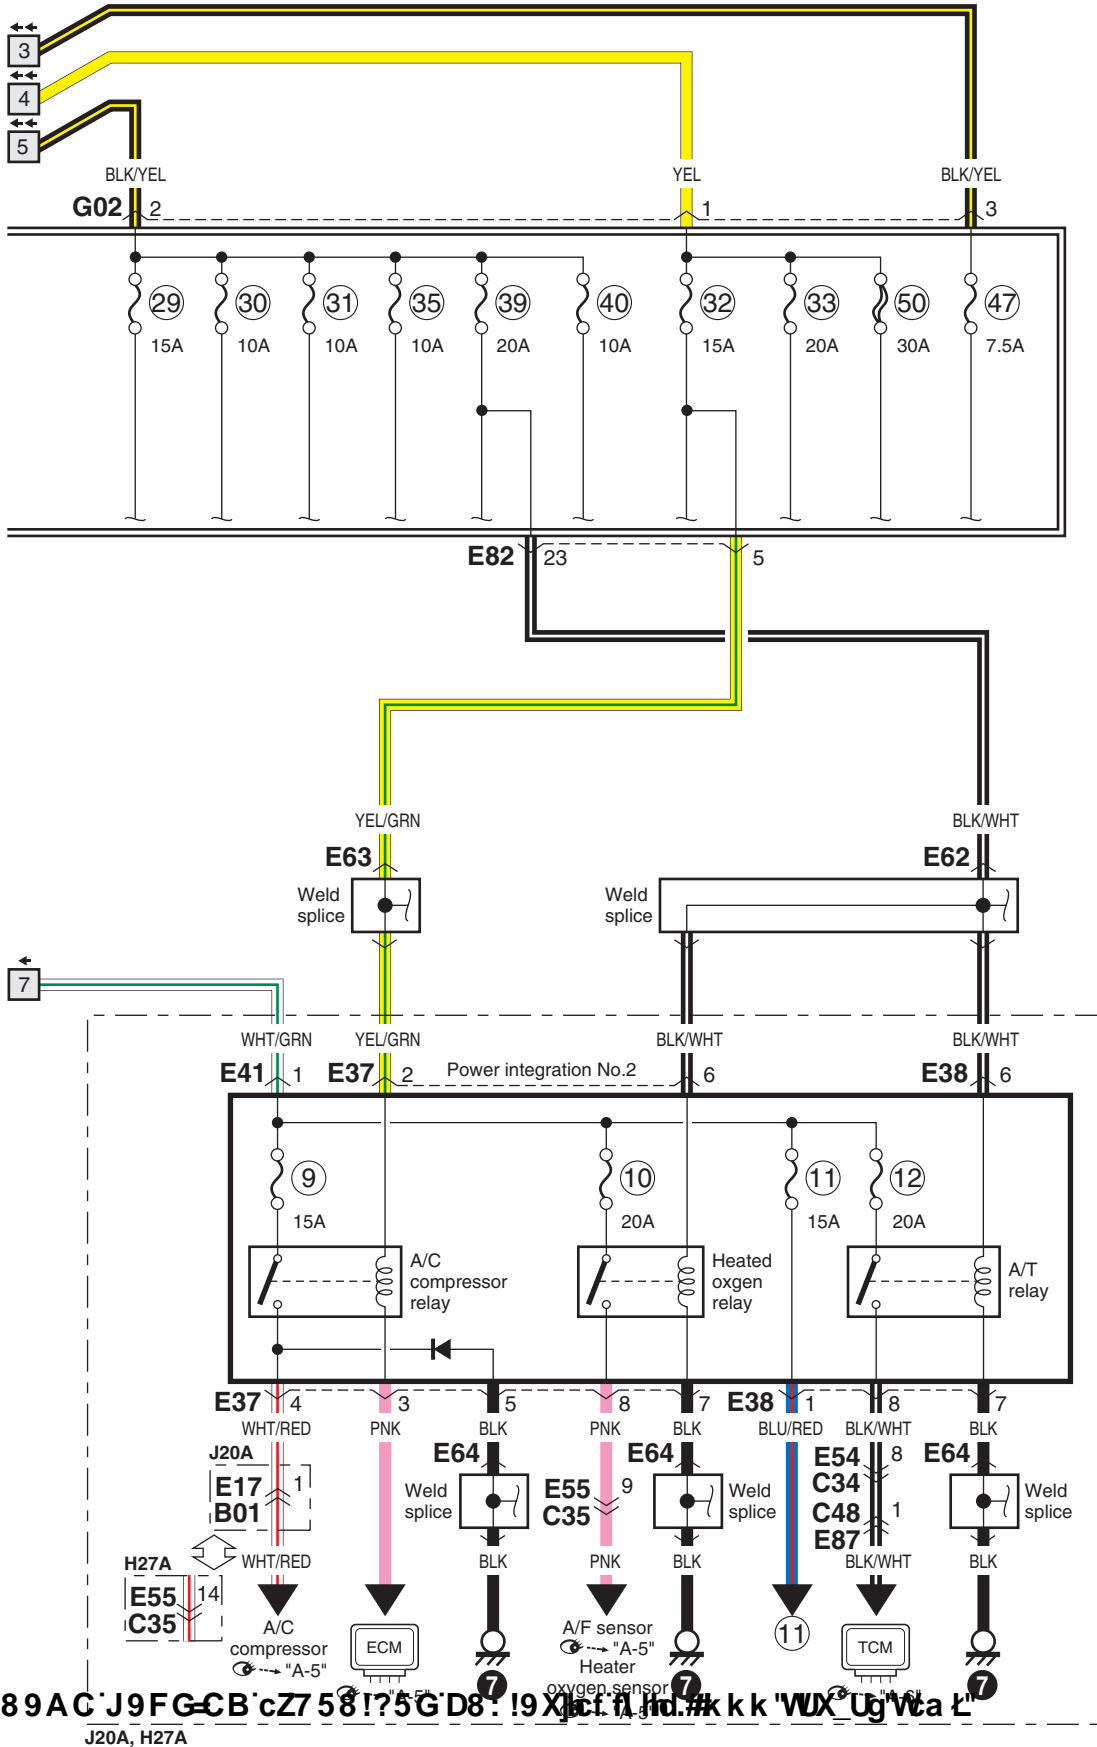 3
4
5
BLK/YEL YEL BLK/YEL
G02 2 1 3
29 30 31 35 39 40 32 33 50 47
15A 10A 10A 10A 20A 10A 15A 20A 30A 7.5A
E82 23 5
YEL/GRN BLK/WHT
E63 E62
Weld splice Weld splice
7
WHT/GRN YEL/GRN BLK/WHT BLK/WHT
E41 1 E37 2 Power integration No.2 6 E38 6
9 10 11 12
15A 20A 15A 20A
A/C compressor relay
Heated oxgen relay
A/T relay
E37 4 3 5 8 7 E38 1 8 7
WHT/RED PNK BLK PNK BLK BLU/RED BLK/WHT BLK
J20A
E17 1
B01
E64 Weld splice
E55 9
C35
E64 Weld splice
E54 8
C34
C48 1
E87
E64 Weld splice
H27A
E55 14
C35
WHT/RED BLK PNK BLK BLK/WHT BLK
A/C compressor "A-5"
ECM "A-5"
7
A/F sensor "A-5"
Heater oxygen sensor "A-5"
7
11
TCM "A-6"
7
J20A, H27A